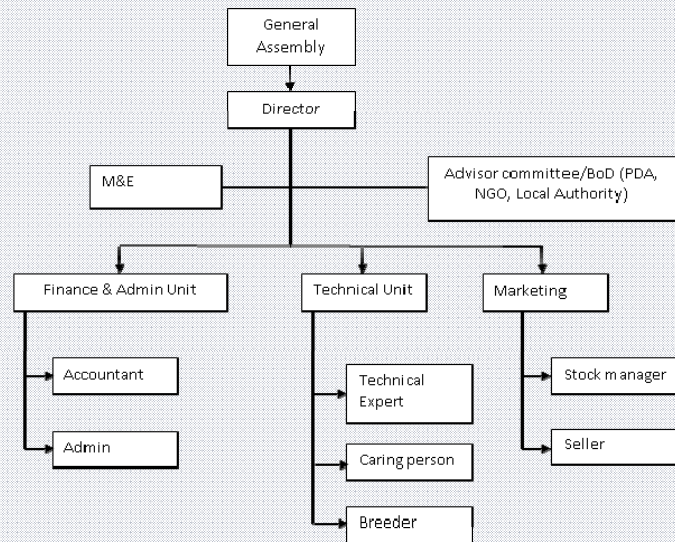 General
Assembly
Director
M&E
Advisor committee/BoD (PDA,
NGO, Local Authority)
Finance & Admin Unit
Technical Unit
Marketing
Accountant
Admin
Technical
Expert
Caring person
Breeder
Stock manager
Seller